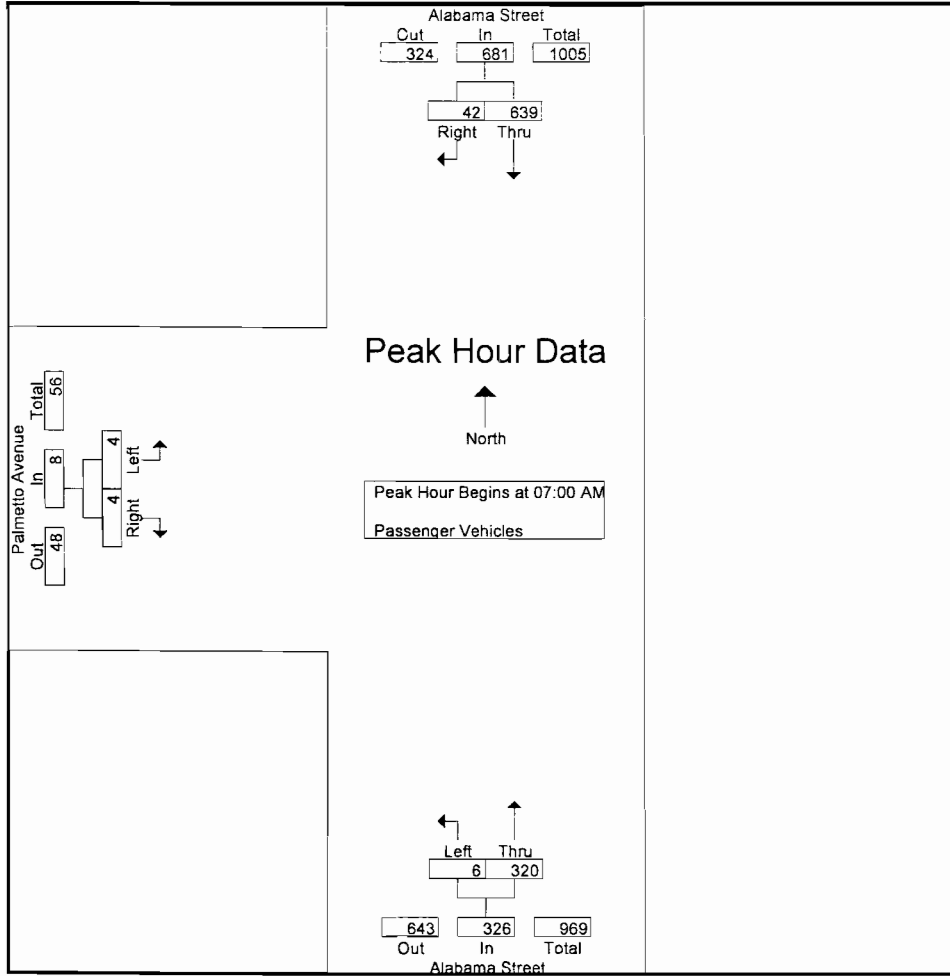 Alabama Street
Out In Total
324 681 1005
42 639
Right Thru
Peak Hour Data
North
Peak Hour Begins at 07:00 AM
Passenger Vehicles
Palmetto Avenue
Out In Total
48 8 56
4 4
Right Left
Left Thru
6 320
643 326 969
Out In Total
Alabama Street